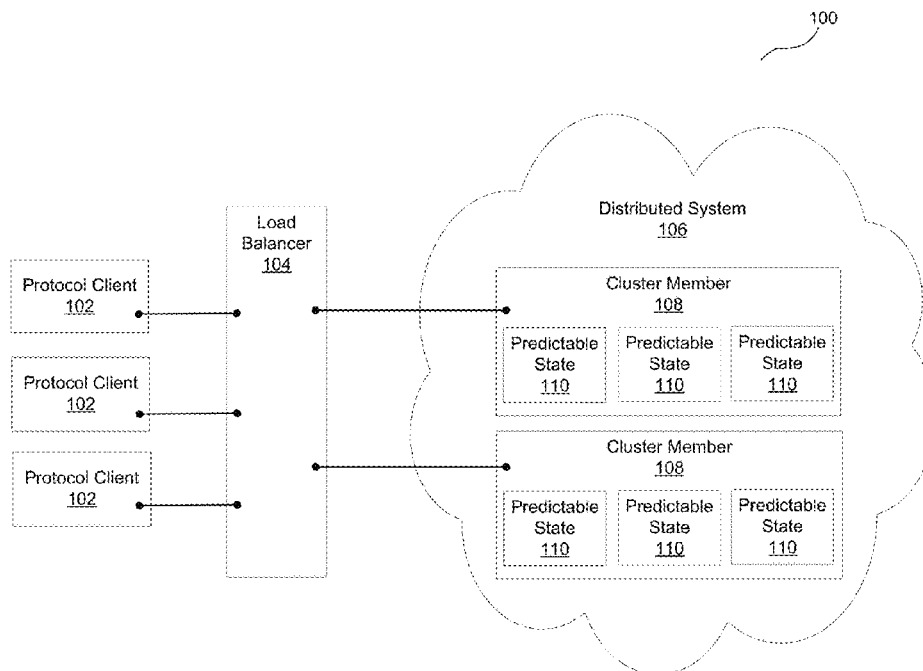 100
Distributed System
106
Load
Balancer
104
Protocol Client
102
Protocol Client
102
Protocol Client
102
Cluster Member
108
Predictable
State
110
Predictable
State
110
Predictable
State
110
Cluster Member
108
Predictable
State
110
Predictable
State
110
Predictable
State
110